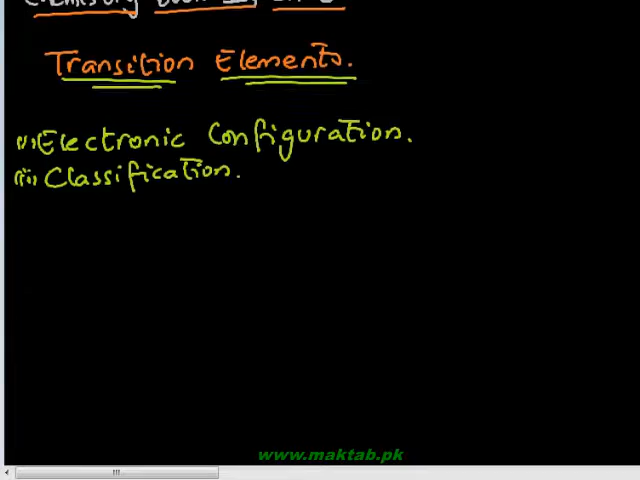 Transition Elements.
(i) Electronic Configuration.
(ii) Classification.
www.maktab.pk